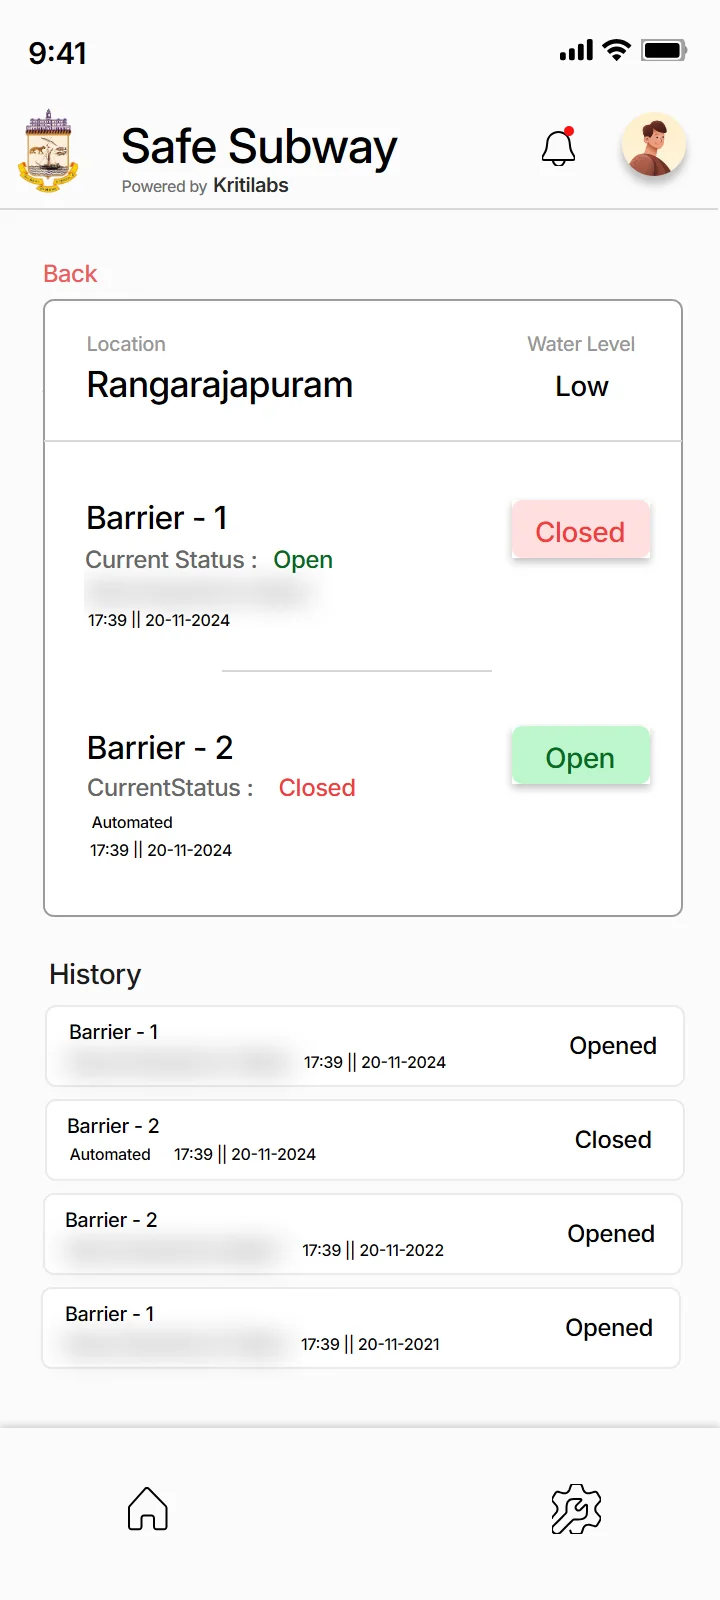 9:41
Safe Subway
Powered by Kritilabs
Back
Location
Water Level
Rangarajapuram
Low
Barrier - 1
Closed
Current Status : Open
17:39 || 20-11-2024
Barrier - 2
Open
CurrentStatus : Closed
Automated
17:39 || 20-11-2024
History
Barrier - 1
17:39 || 20-11-2024
Opened
Barrier - 2
Automated 17:39 || 20-11-2024
Closed
Barrier - 2
17:39 || 20-11-2022
Opened
Barrier - 1
17:39 || 20-11-2021
Opened